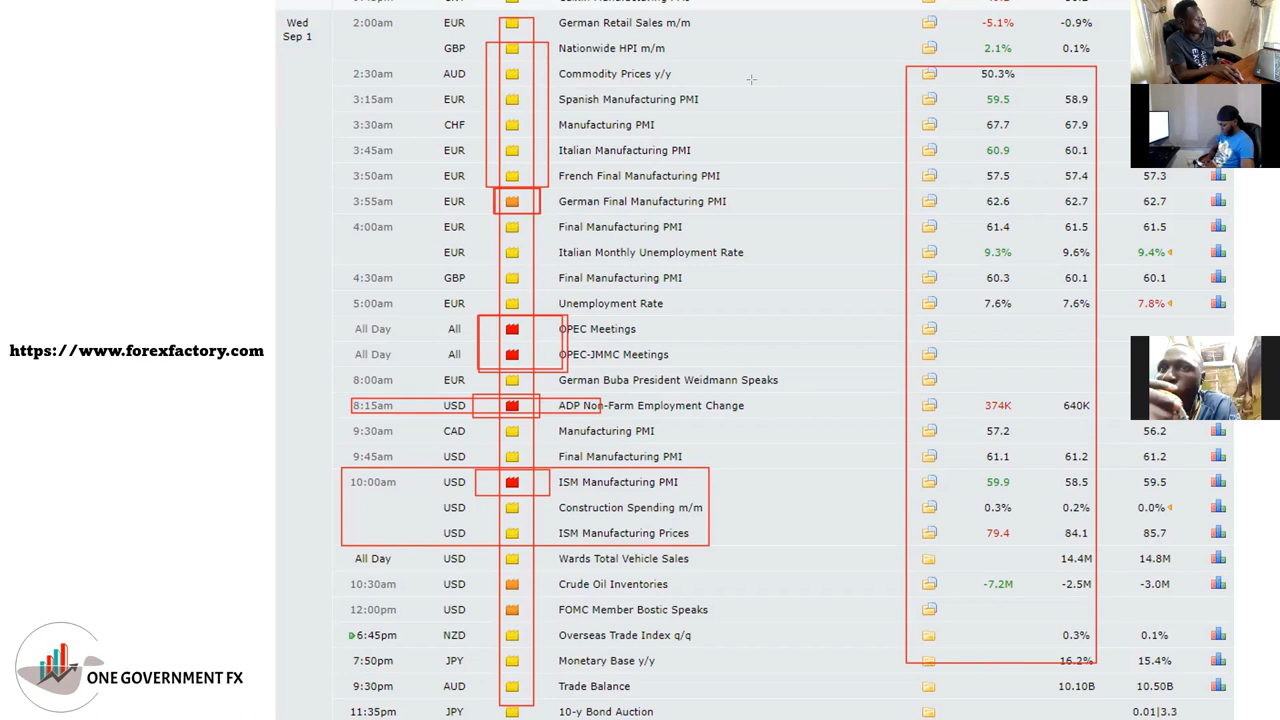 Wed
Sep 1
2:00am EUR German Retail Sales m/m -5.1% -0.9%
GBP Nationwide HPI m/m 2.1% 0.1%
2:30am AUD Commodity Prices y/y 50.3%
3:15am EUR Spanish Manufacturing PMI 59.5 58.9
3:30am CHF Manufacturing PMI 67.7 67.9
3:45am EUR Italian Manufacturing PMI 60.9 60.1
3:50am EUR French Final Manufacturing PMI 57.5 57.4 57.3
3:55am EUR German Final Manufacturing PMI 62.6 62.7 62.7
4:00am EUR Final Manufacturing PMI 61.4 61.5 61.5
EUR Italian Monthly Unemployment Rate 9.3% 9.6% 9.4%
4:30am GBP Final Manufacturing PMI 60.3 60.1 60.1
5:00am EUR Unemployment Rate 7.6% 7.6% 7.8%
All Day All OPEC Meetings
https://www.forexfactory.com
All Day All OPEC-JMMC Meetings
8:00am EUR German Buba President Weidmann Speaks
8:15am USD ADP Non-Farm Employment Change 374K 640K
9:30am CAD Manufacturing PMI 57.2 56.2
9:45am USD Final Manufacturing PMI 61.1 61.2 61.2
10:00am USD ISM Manufacturing PMI 59.9 58.5 59.5
USD Construction Spending m/m 0.3% 0.2% 0.0%
USD ISM Manufacturing Prices 79.4 84.1 85.7
All Day USD Wards Total Vehicle Sales 14.4M 14.8M
10:30am USD Crude Oil Inventories -7.2M -2.5M -3.0M
12:00pm USD FOMC Member Bostic Speaks
6:45pm NZD Overseas Trade Index q/q 0.3% 0.1%
7:50pm JPY Monetary Base y/y 16.2% 15.4%
ONE GOVERNMENT FX
9:30pm AUD Trade Balance 10.10B 10.50B
11:35pm JPY 10-y Bond Auction 0.01|3.3